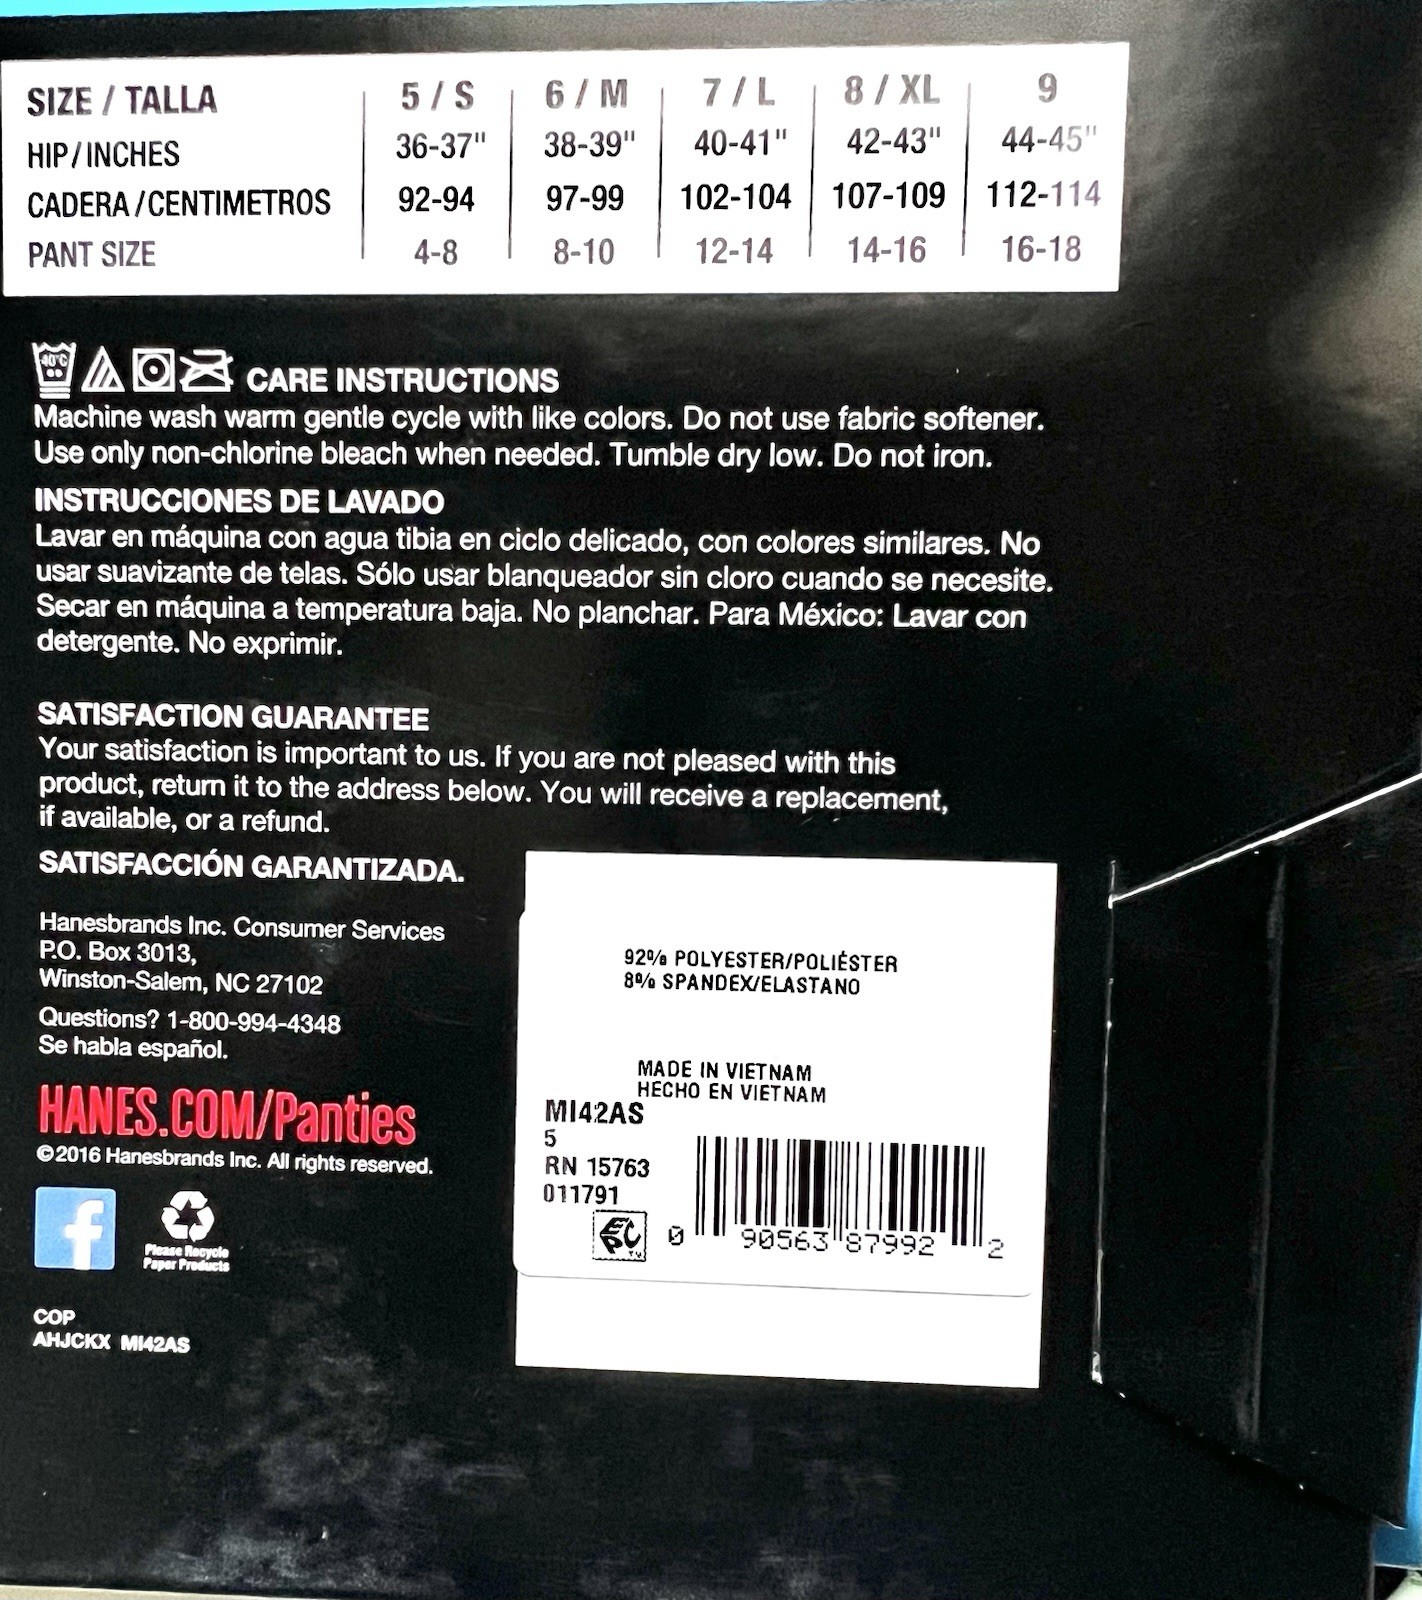 SIZE / TALLA 5 / S 6 / M 7 / L 8 / XL 9
HIP/INCHES 36-37" 38-39" 40-41" 42-43" 44-45"
CADERA/CENTIMETROS 92-94 97-99 102-104 107-109 112-114
PANT SIZE 4-8 8-10 12-14 14-16 16-18
40°C CARE INSTRUCTIONS
Machine wash warm gentle cycle with like colors. Do not use fabric softener.
Use only non-chlorine bleach when needed. Tumble dry low. Do not iron.
INSTRUCCIONES DE LAVADO
Lavar en máquina con agua tibia en ciclo delicado, con colores similares. No
usar suavizante de telas. Sólo usar blanqueador sin cloro cuando se necesite.
Secar en máquina a temperatura baja. No planchar. Para México: Lavar con
detergente. No exprimir.
SATISFACTION GUARANTEE
Your satisfaction is important to us. If you are not pleased with this
product, return it to the address below. You will receive a replacement,
if available, or a refund.
SATISFACCIÓN GARANTIZADA.
Hanesbrands Inc. Consumer Services
P.O. Box 3013,
Winston-Salem, NC 27102
Questions? 1-800-994-4348
Se habla español.
HANES.COM/Panties
©2016 Hanesbrands Inc. All rights reserved.
f
Please Recycle
Paper Products
COP
AHJCKX MI42AS
92% POLYESTER/POLIÉSTER
8% SPANDEX/ELASTANO
MADE IN VIETNAM
HECHO EN VIETNAM
MI42AS
5
RN 15763
011791
EPC TM
0 90563 87992 2